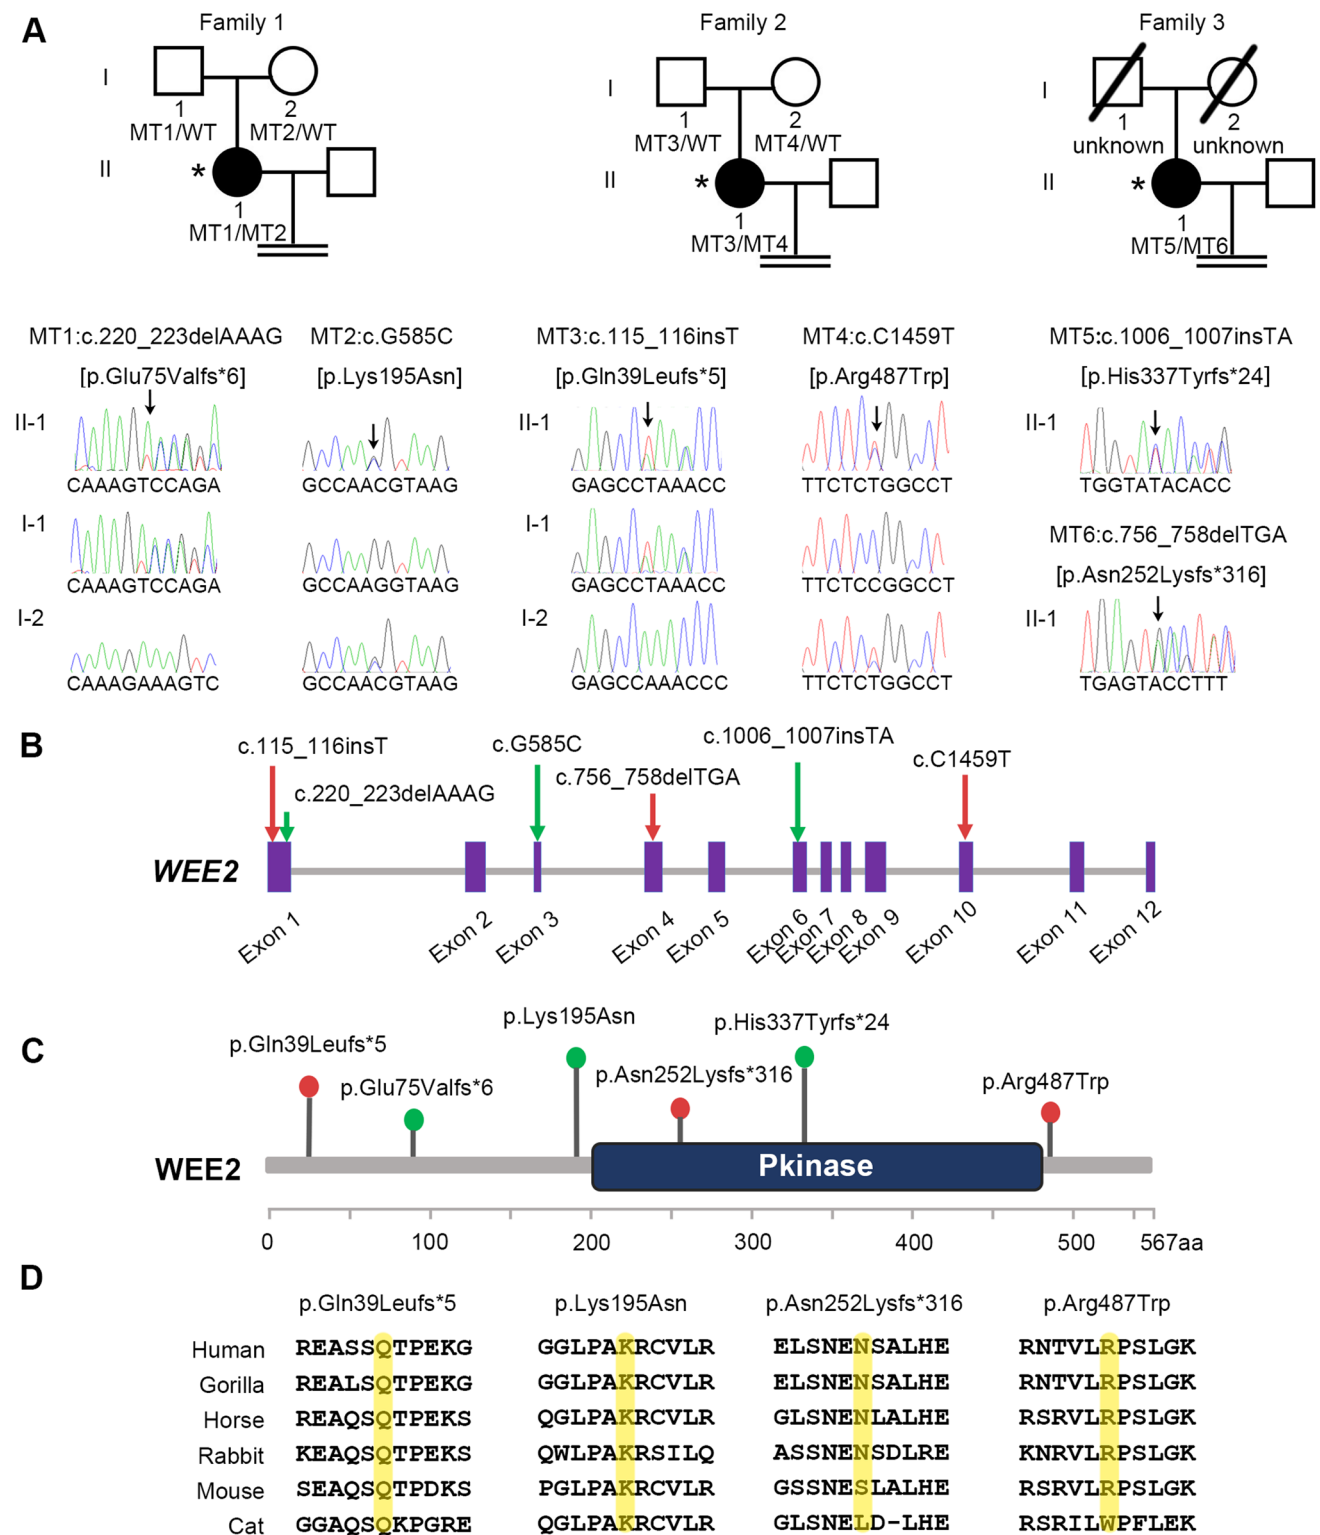 A
Family 1
Family 2
Family 3
I
1
2
MT1/WT
MT2/WT
I
1
2
MT3/WT
MT4/WT
I
1
2
unknown
unknown
II
*
1
MT1/MT2
II
*
1
MT3/MT4
II
*
1
MT5/MT6
MT1:c.220_223delAAAG
[p.Glu75Valfs*6]
MT2:c.G585C
[p.Lys195Asn]
MT3:c.115_116insT
[p.Gln39Leufs*5]
MT4:c.C1459T
[p.Arg487Trp]
MT5:c.1006_1007insTA
[p.His337Tyrfs*24]
II-1
CAAAGTCCAGA
GCCAACGTAAG
II-1
GAGCCTAAACC
TTCTCTGGCCT
II-1
TGGTATACACC
I-1
CAAAGTCCAGA
GCCAAGGTAAG
I-1
GAGCCTAAACC
TTCTCCGGCCT
MT6:c.756_758delTGA
[p.Asn252Lysfs*316]
I-2
CAAAGAAAGTC
GCCAACGTAAG
I-2
GAGCCAAACCC
TTCTCTGGCCT
II-1
TGAGTACCTTT
B
c.115_116insT
c.220_223delAAAG
c.G585C
c.756_758delTGA
c.1006_1007insTA
c.C1459T
WEE2
Exon 1
Exon 2
Exon 3
Exon 4
Exon 5
Exon 6
Exon 7
Exon 8
Exon 9
Exon 10
Exon 11
Exon 12
C
p.Gln39Leufs*5
p.Glu75Valfs*6
p.Lys195Asn
p.Asn252Lysfs*316
p.His337Tyrfs*24
p.Arg487Trp
WEE2
Pkinase
0 100 200 300 400 500 567aa
D
p.Gln39Leufs*5 p.Lys195Asn p.Asn252Lysfs*316 p.Arg487Trp
Human REASSQTPEKG GGLPAKRCVLR ELSNENSALHE RNTVLRPSLGK
Gorilla REALSQTPEKG GGLPAKRCVLR ELSNENSALHE RNTVLRPSLGK
Horse REAQSQTPEKS QGLPAKRCVLR GLSNENLALHE RSRVLRPSLGK
Rabbit KEAQSQTPEKS QWLPAKRSILQ ASSNENSDLRE KNRVLRPSLGK
Mouse SEAQSQTPDKS PGLPAKRCVLR GSSNESLALHE RSRVLRPSLGK
Cat GGAQSQKPGRE QGLPAKRCVLR GLSNELD-LHE RSRILWPFLEK